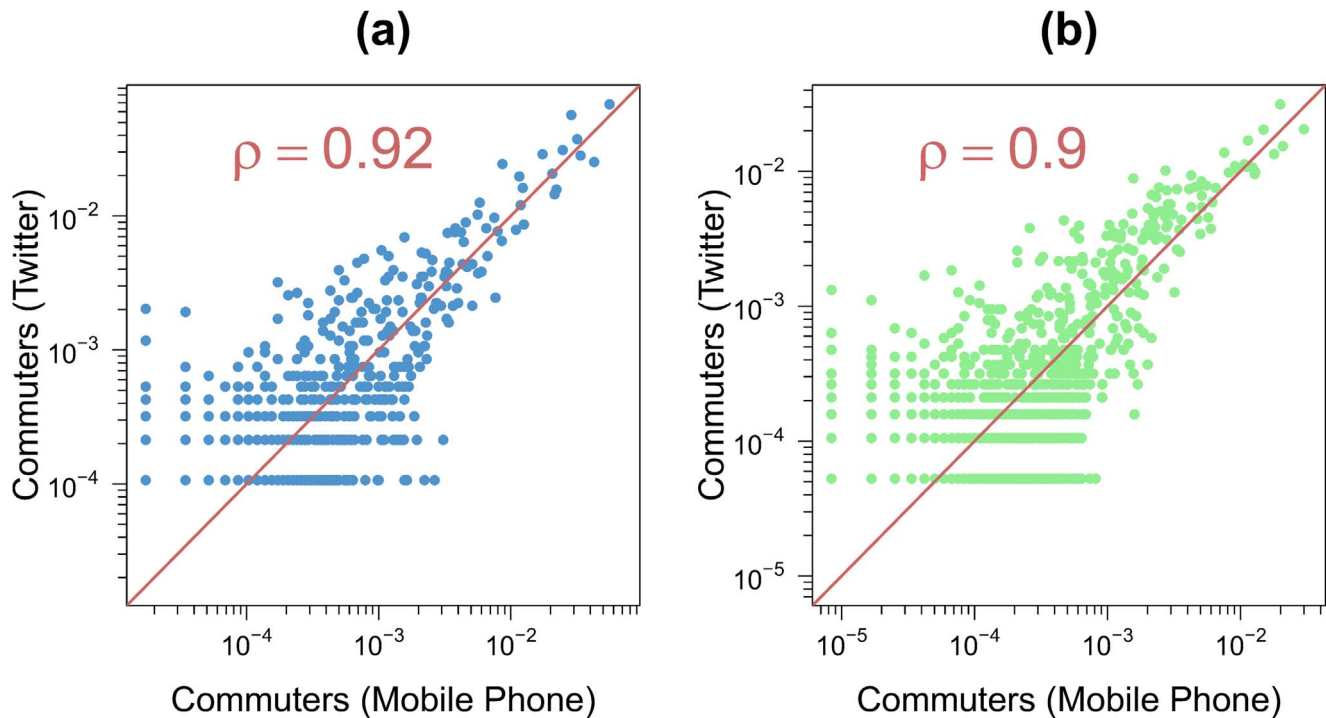 (a)
ρ = 0.92
Commuters (Twitter)
10⁻²
10⁻³
10⁻⁴
10⁻⁴ 10⁻³ 10⁻²
Commuters (Mobile Phone)
(b)
ρ = 0.9
Commuters (Twitter)
10⁻²
10⁻³
10⁻⁴
10⁻⁵
10⁻⁵ 10⁻⁴ 10⁻³ 10⁻²
Commuters (Mobile Phone)